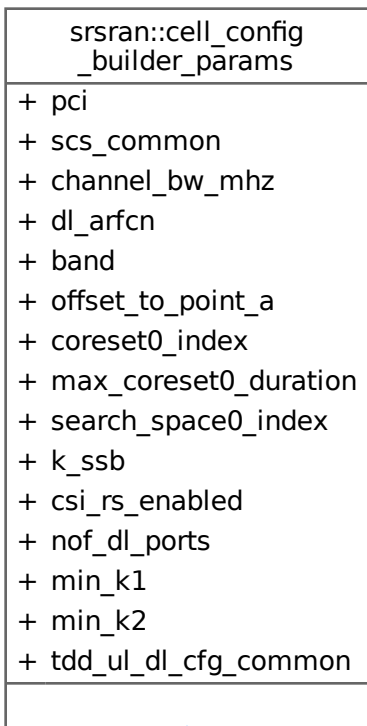 srsran::cell_config
_builder_params
+ pci
+ scs_common
+ channel_bw_mhz
+ dl_arfcn
+ band
+ offset_to_point_a
+ coreset0_index
+ max_coreset0_duration
+ search_space0_index
+ k_ssb
+ csi_rs_enabled
+ nof_dl_ports
+ min_k1
+ min_k2
+ tdd_ul_dl_cfg_common